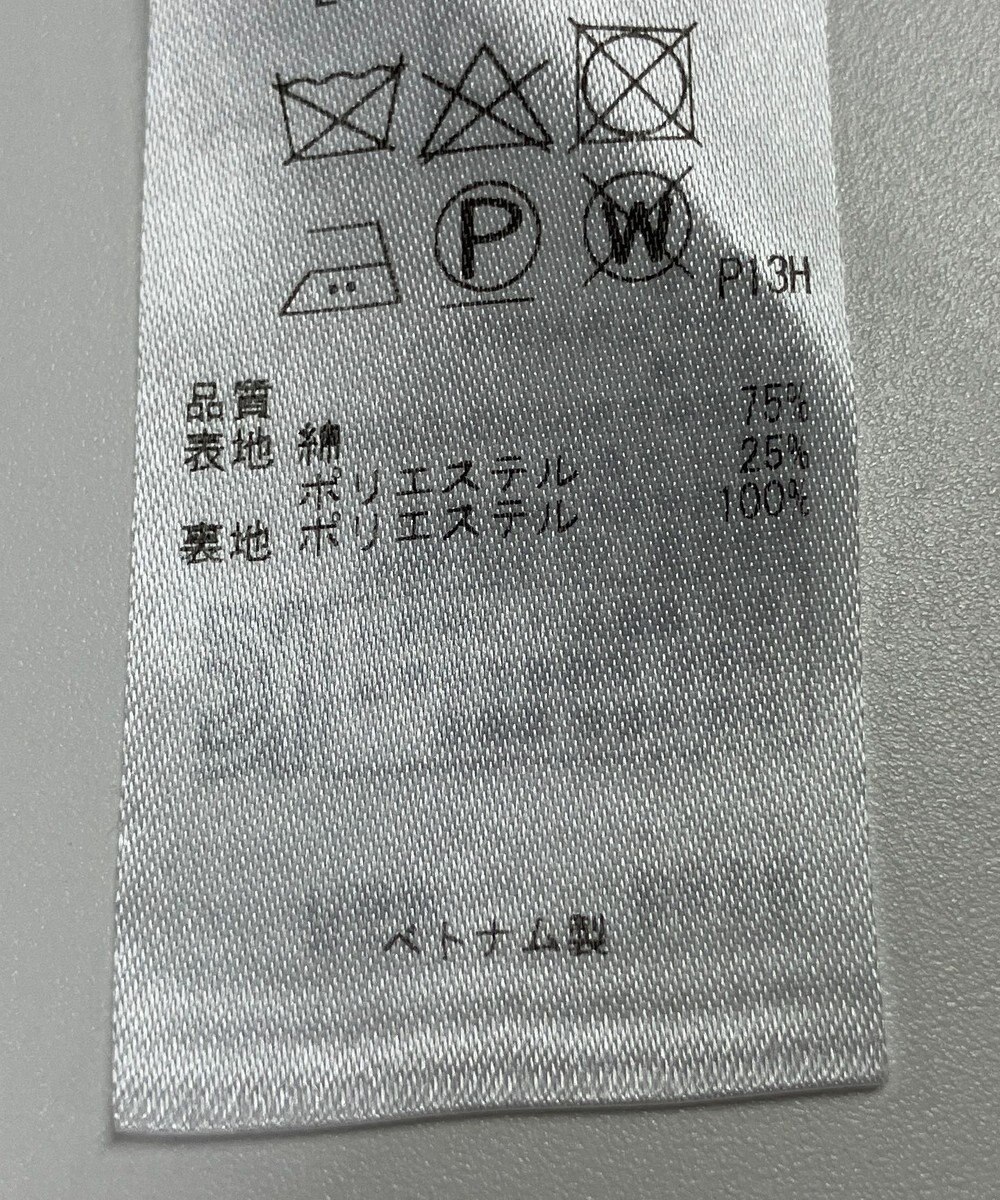 P W P13H
品質
表地 綿 75%
ポリエステル 25%
裏地 ポリエステル 100%
ベトナム製